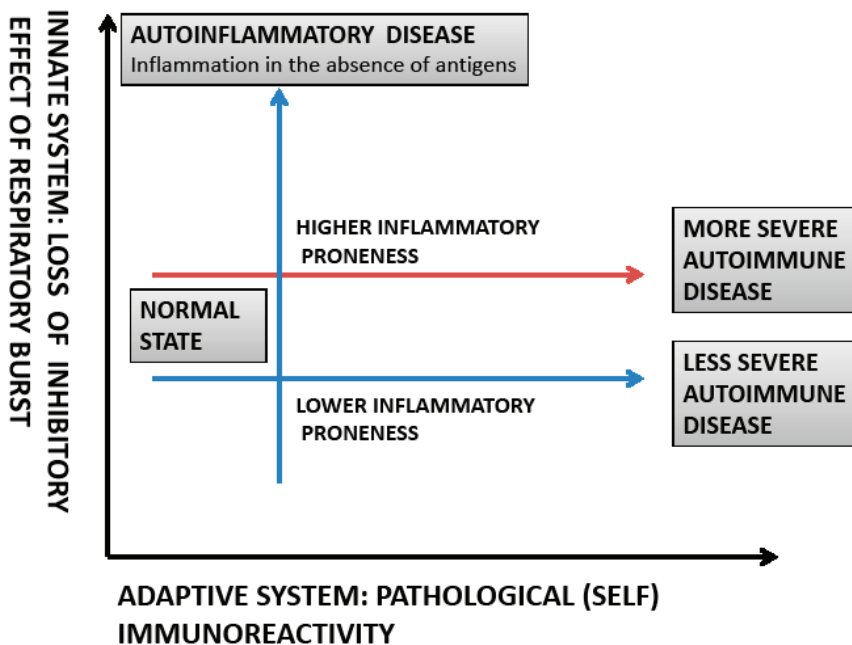 INNATE SYSTEM: LOSS OF INHIBITORY
EFFECT OF RESPIRATORY BURST
AUTOINFLAMMATORY DISEASE
Inflammation in the absence of antigens
HIGHER INFLAMMATORY
PRONENESS
MORE SEVERE
AUTOIMMUNE
DISEASE
NORMAL
STATE
LOWER INFLAMMATORY
PRONENESS
LESS SEVERE
AUTOIMMUNE
DISEASE
ADAPTIVE SYSTEM: PATHOLOGICAL (SELF)
IMMUNOREACTIVITY